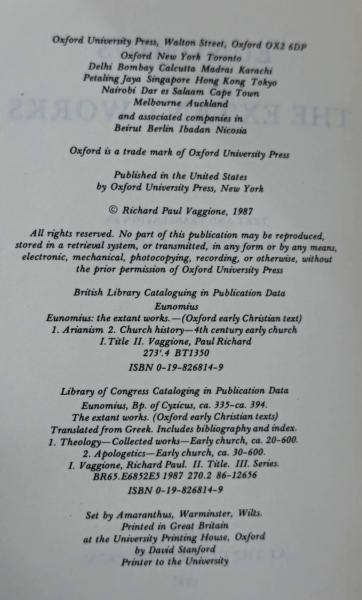 Oxford University Press, Walton Street, Oxford OX2 6DP
Oxford New York Toronto
Delhi Bombay Calcutta Madras Karachi
Petaling Jaya Singapore Hong Kong Tokyo
Nairobi Dar es Salaam Cape Town
Melbourne Auckland
and associated companies in
Beirut Berlin Ibadan Nicosia
Oxford is a trade mark of Oxford University Press
Published in the United States
by Oxford University Press, New York
© Richard Paul Vaggione, 1987
All rights reserved. No part of this publication may be reproduced,
stored in a retrieval system, or transmitted, in any form or by any means,
electronic, mechanical, photocopying, recording, or otherwise, without
the prior permission of Oxford University Press
British Library Cataloguing in Publication Data
Eunomius
Eunomius: the extant works.—(Oxford early Christian text)
1. Arianism 2. Church history—4th century early church
I. Title II. Vaggione, Paul Richard
273'.4 BT1350
ISBN 0-19-826814-9
Library of Congress Cataloging in Publication Data
Eunomius, Bp. of Cyzicus, ca. 335-ca. 394.
The extant works. (Oxford early Christian texts)
Translated from Greek. Includes bibliography and index.
1. Theology—Collected works—Early church, ca. 20-600.
2. Apologetics—Early church, ca. 30-600.
I. Vaggione, Richard Paul. II. Title. III. Series.
BR65.E6852E5 1987 270.2 86-12656
ISBN 0-19-826814-9
Set by Amaranthus, Warminster, Wilts.
Printed in Great Britain
at the University Printing House, Oxford
by David Stanford
Printer to the University